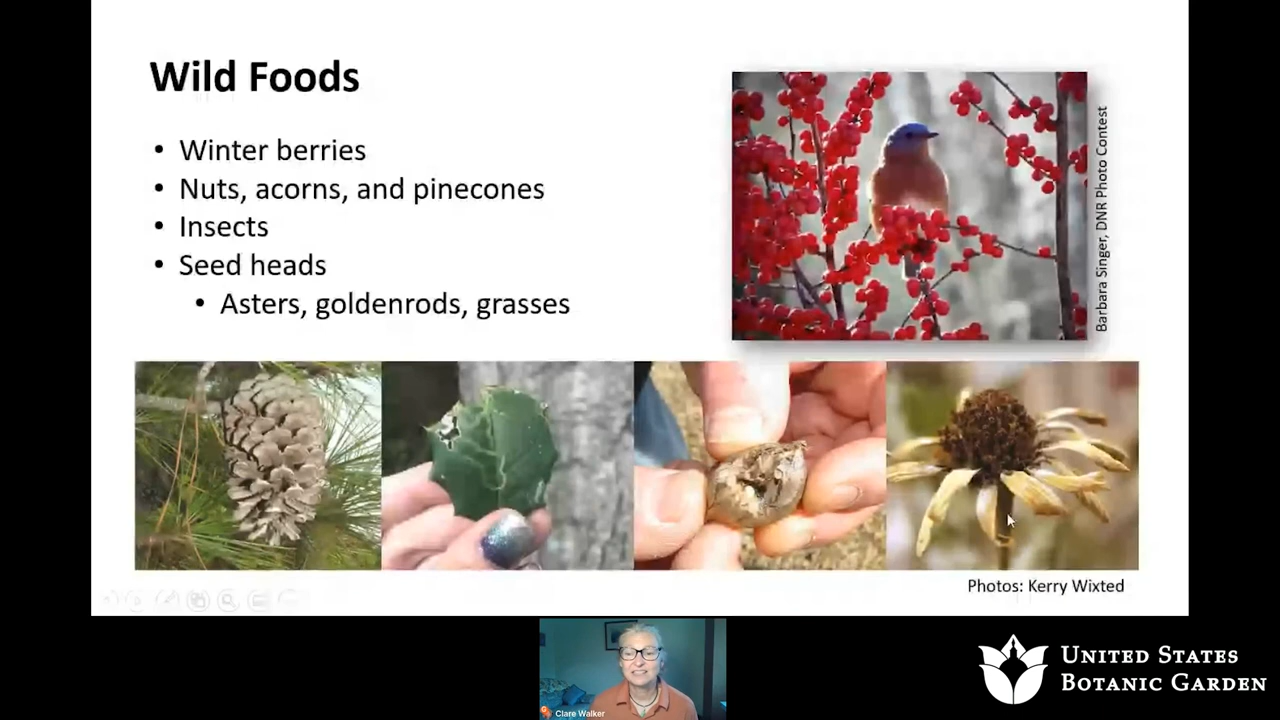 Wild Foods
• Winter berries
• Nuts, acorns, and pinecones
• Insects
• Seed heads
• Asters, goldenrods, grasses
Barbara Singer, DNR Photo Contest
Photos: Kerry Wixted
Clare Walker
UNITED STATES
BOTANIC GARDEN